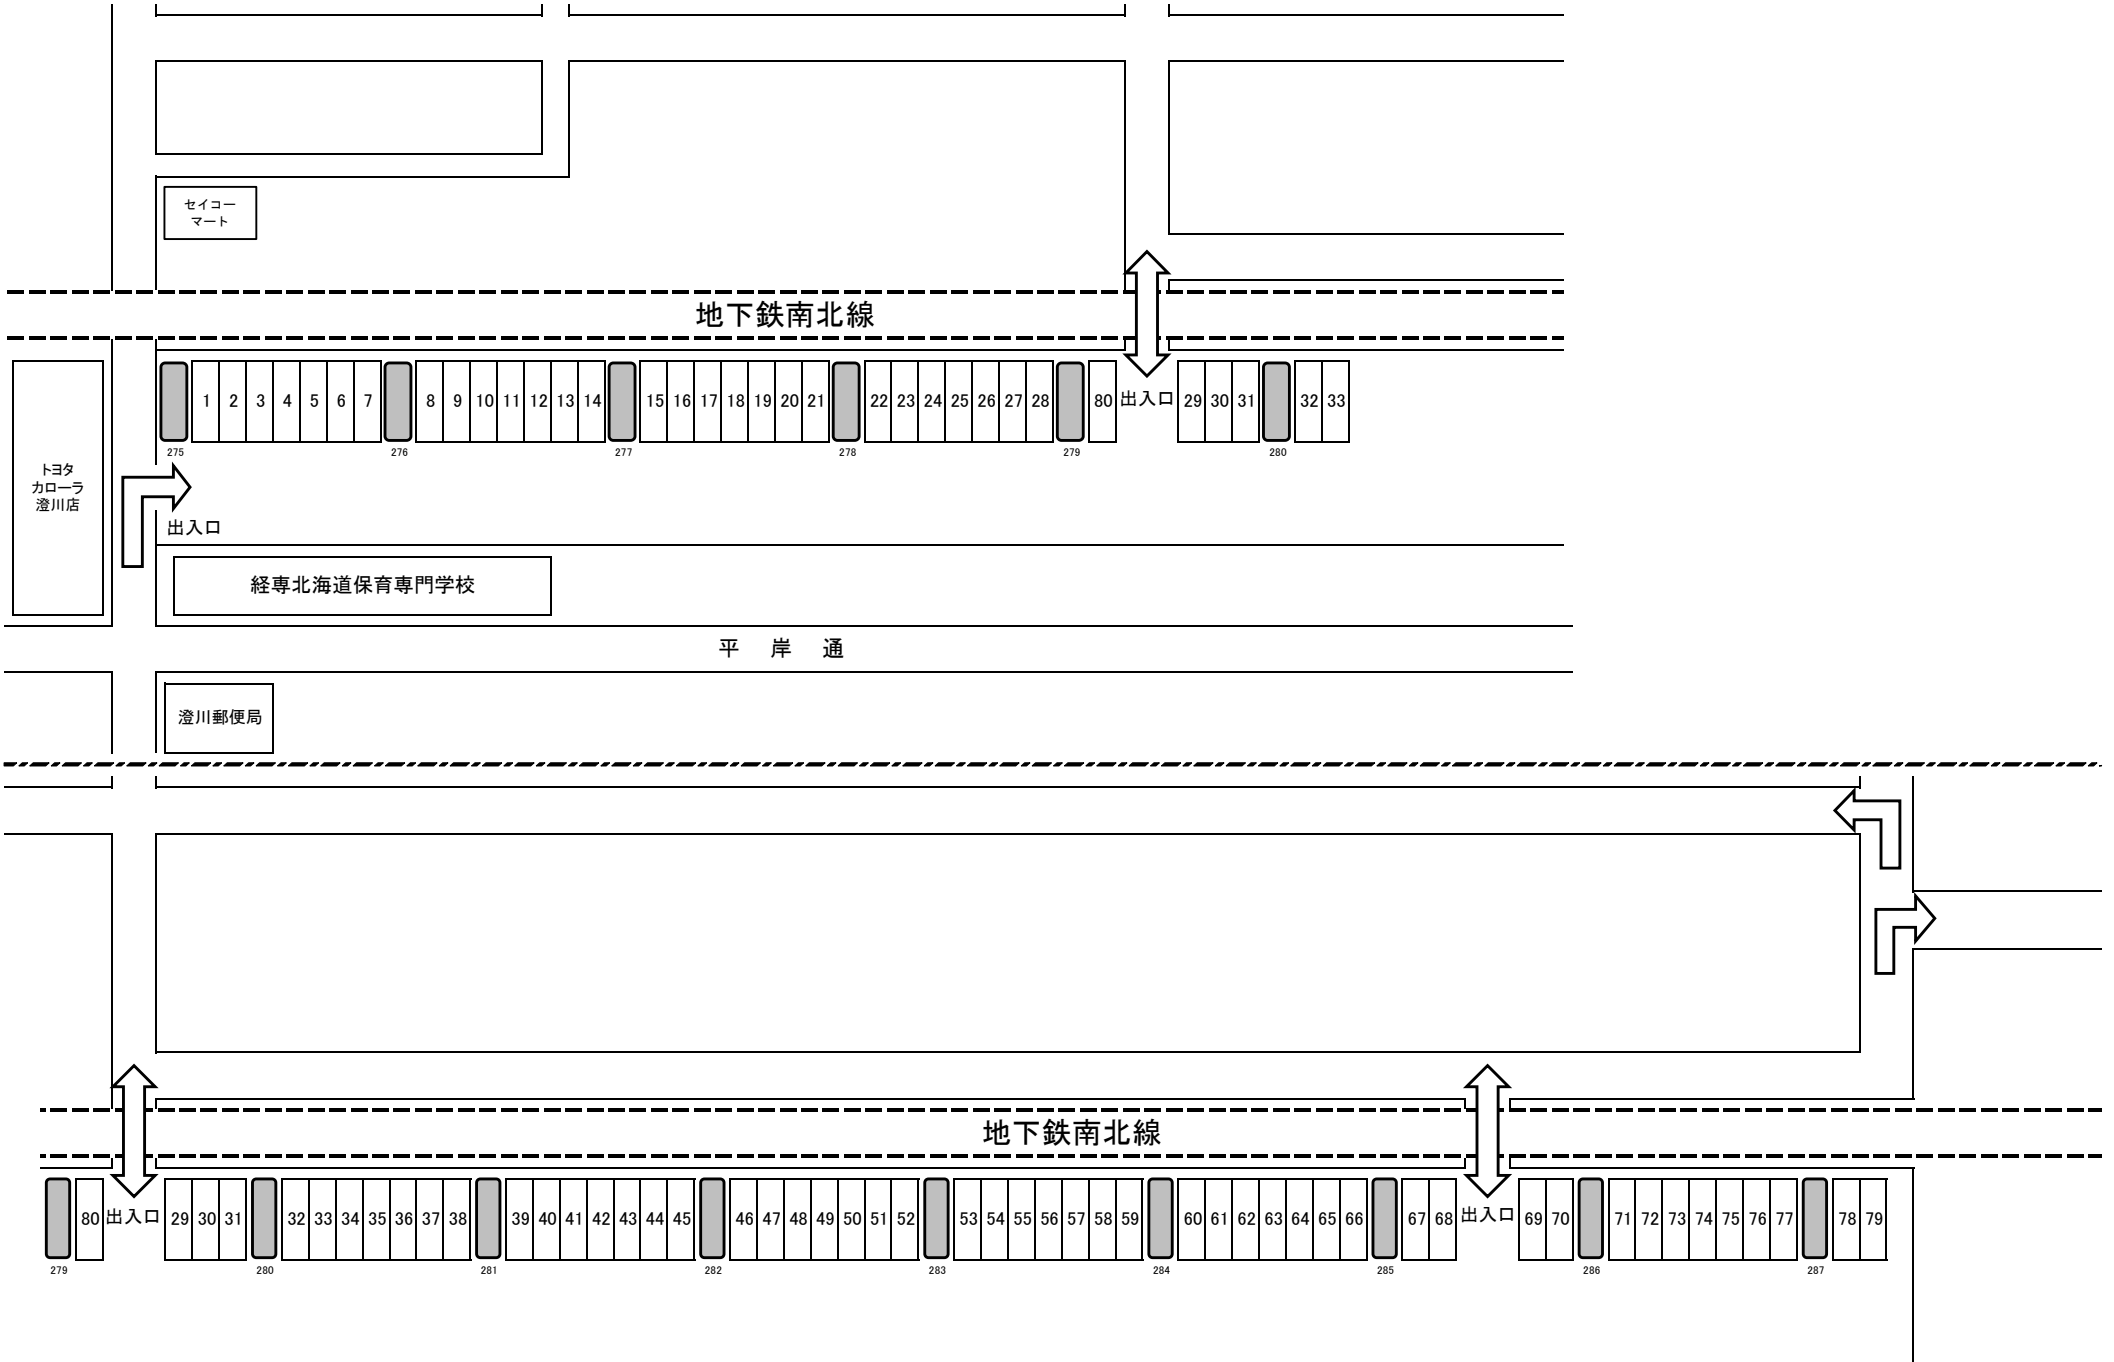 セイコー
マート
地下鉄南北線
1 2 3 4 5 6 7 8 9 10 11 12 13 14 15 16 17 18 19 20 21 22 23 24 25 26 27 28 80 出入口 29 30 31 32 33
275 276 277 278 279 280
トヨタ
カローラ
澄川店
出入口
経専北海道保育専門学校
平 岸 通
澄川郵便局
地下鉄南北線
80 出入口 29 30 31 32 33 34 35 36 37 38 39 40 41 42 43 44 45 46 47 48 49 50 51 52 53 54 55 56 57 58 59 60 61 62 63 64 65 66 67 68 出入口 69 70 71 72 73 74 75 76 77 78 79
279 280 281 282 283 284 285 286 287